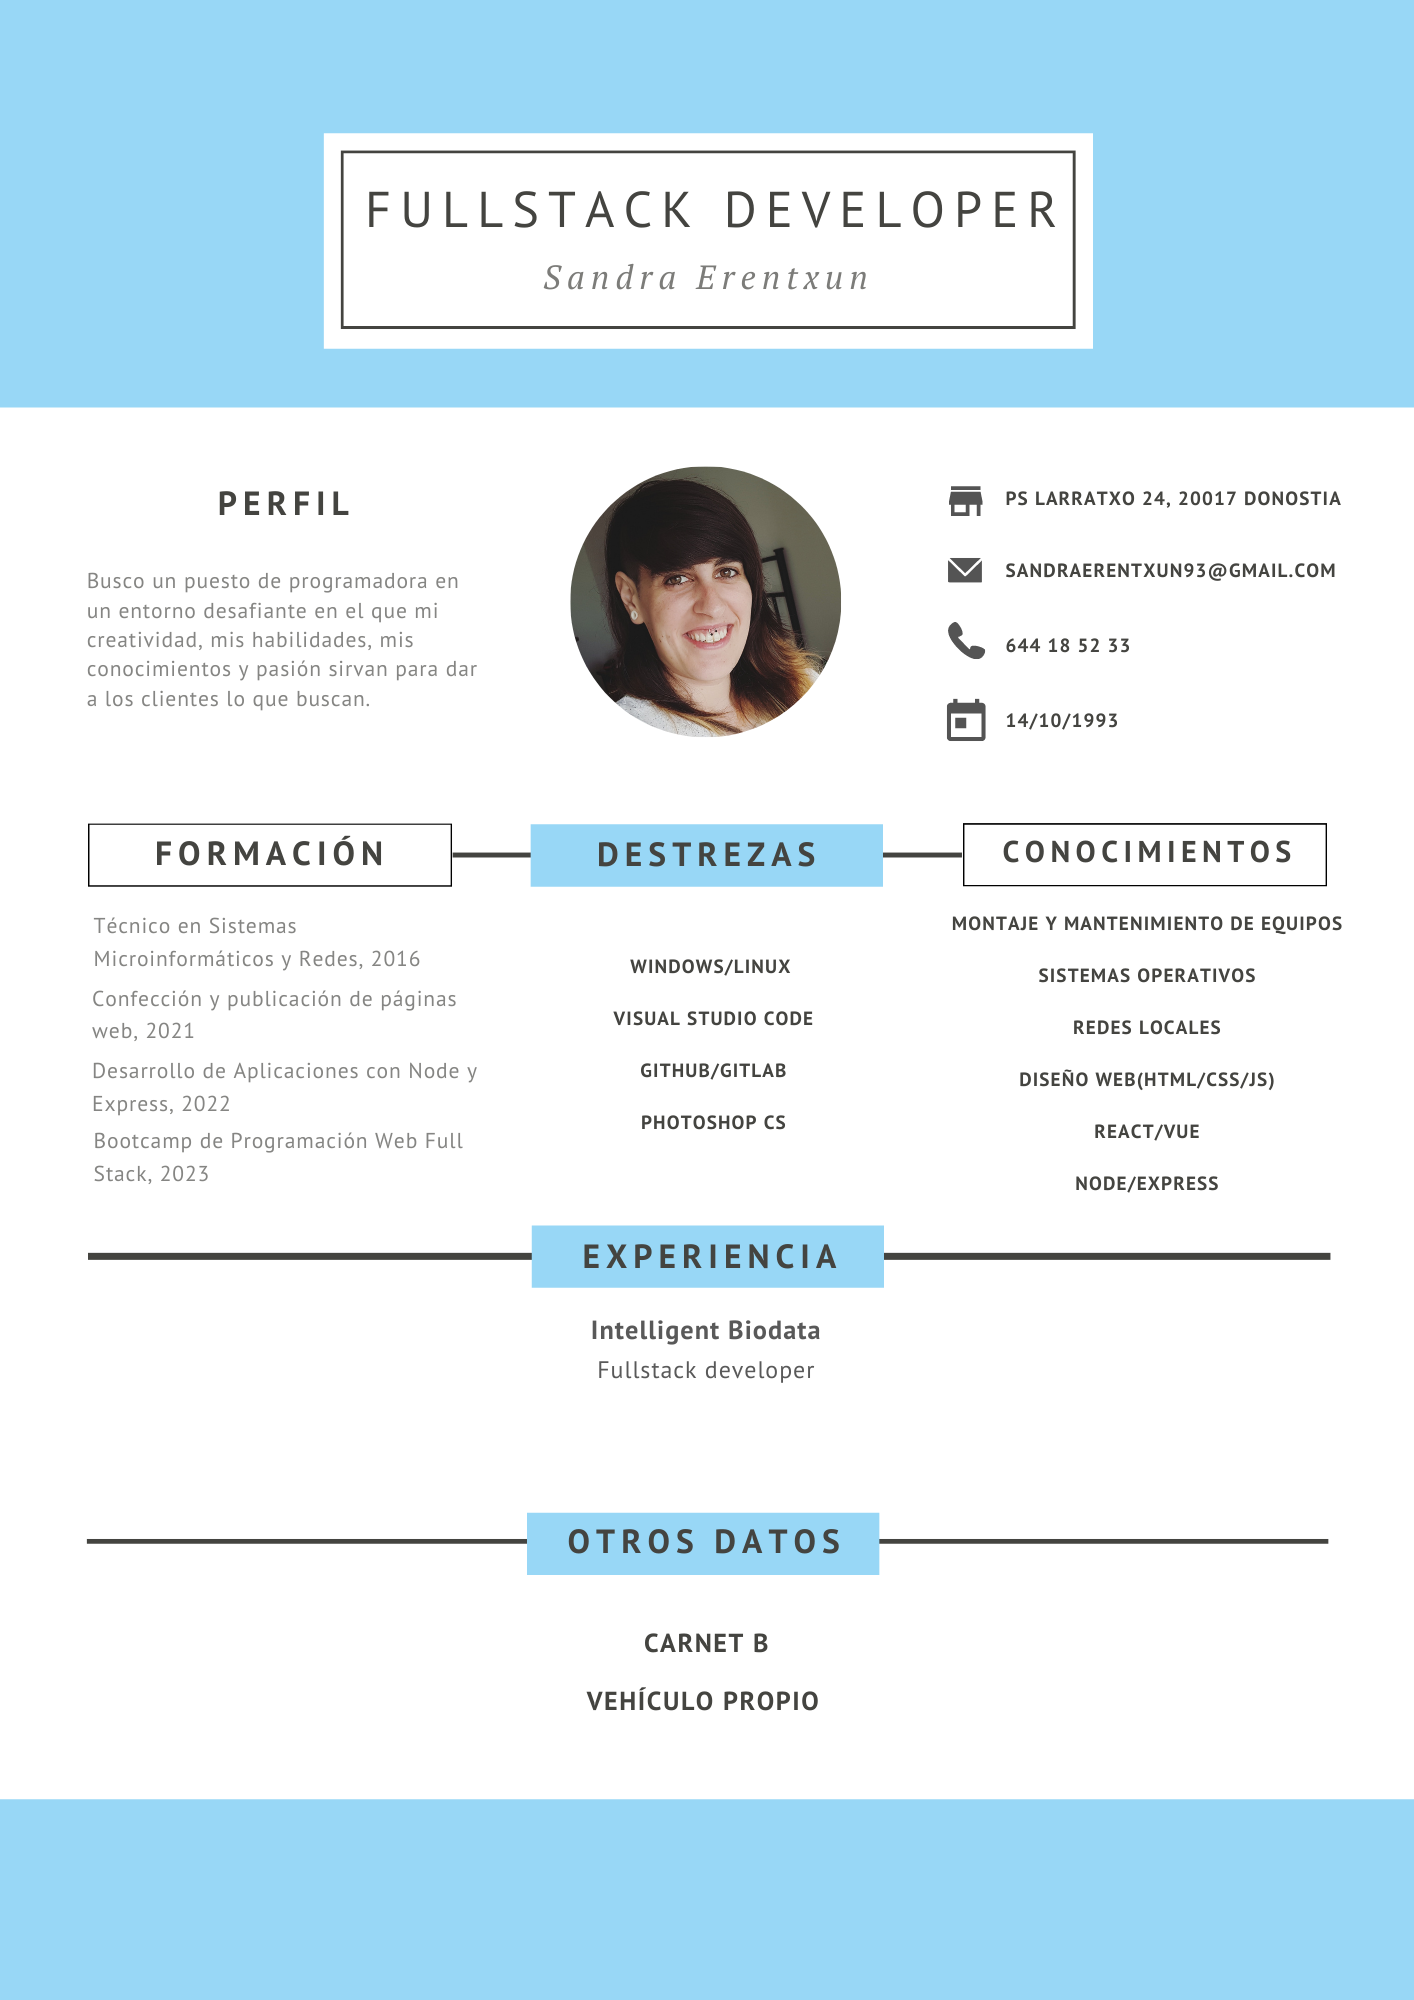 FULLSTACK DEVELOPER
Sandra Erentxun
PERFIL
Busco un puesto de programadora en
un entorno desafiante en el que mi
creatividad, mis habilidades, mis
conocimientos y pasión sirvan para dar
a los clientes lo que buscan.
PS LARRATXO 24, 20017 DONOSTIA
SANDRAERENTXUN93@GMAIL.COM
644 18 52 33
14/10/1993
FORMACIÓN
Técnico en Sistemas
Microinformáticos y Redes, 2016
Confección y publicación de páginas
web, 2021
Desarrollo de Aplicaciones con Node y
Express, 2022
Bootcamp de Programación Web Full
Stack, 2023
DESTREZAS
WINDOWS/LINUX
VISUAL STUDIO CODE
GITHUB/GITLAB
PHOTOSHOP CS
CONOCIMIENTOS
MONTAJE Y MANTENIMIENTO DE EQUIPOS
SISTEMAS OPERATIVOS
REDES LOCALES
DISEÑO WEB(HTML/CSS/JS)
REACT/VUE
NODE/EXPRESS
EXPERIENCIA
Intelligent Biodata
Fullstack developer
OTROS DATOS
CARNET B
VEHÍCULO PROPIO